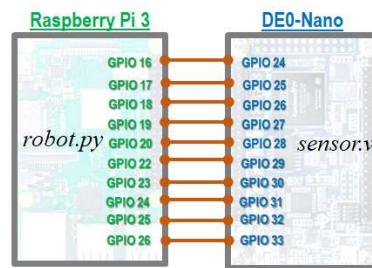 Raspberry Pi 3 DE0-Nano
GPIO 16 GPIO 24
GPIO 17 GPIO 25
GPIO 18 GPIO 26
GPIO 19 GPIO 27
robot.py GPIO 20 GPIO 28 sensor.v
GPIO 22 GPIO 29
GPIO 23 GPIO 30
GPIO 24 GPIO 31
GPIO 25 GPIO 32
GPIO 26 GPIO 33